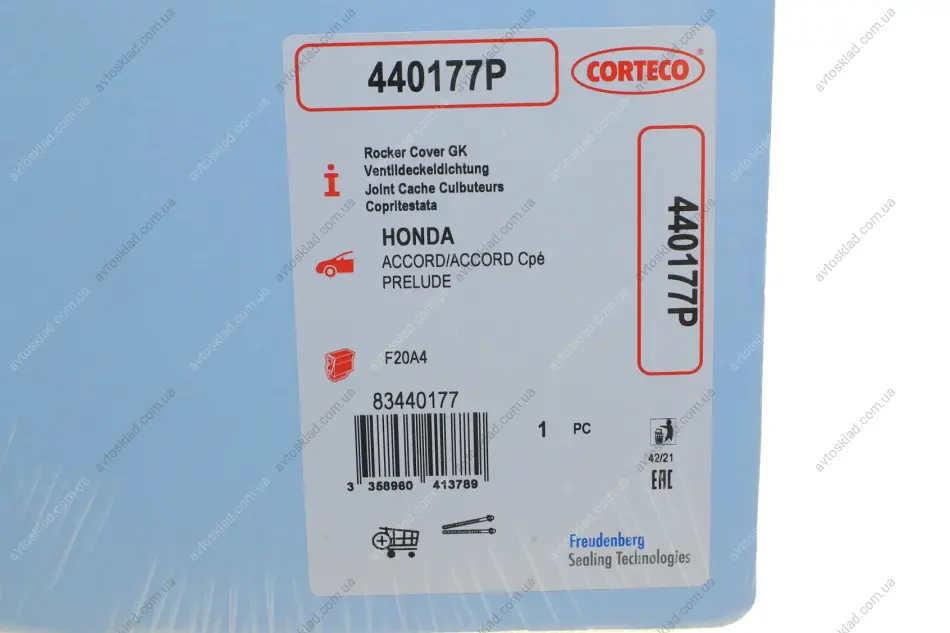 440177P
CORTECO®
Rocker Cover GK
Ventildeckeldichtung
Joint Cache Culbuteurs
Copritestata
HONDA
ACCORD/ACCORD Cpé
PRELUDE
440177P
F20A4
83440177
1 PC
3 358960 413789
42/21
EAC
Freudenberg
Sealing Technologies
avtosklad.com.ua